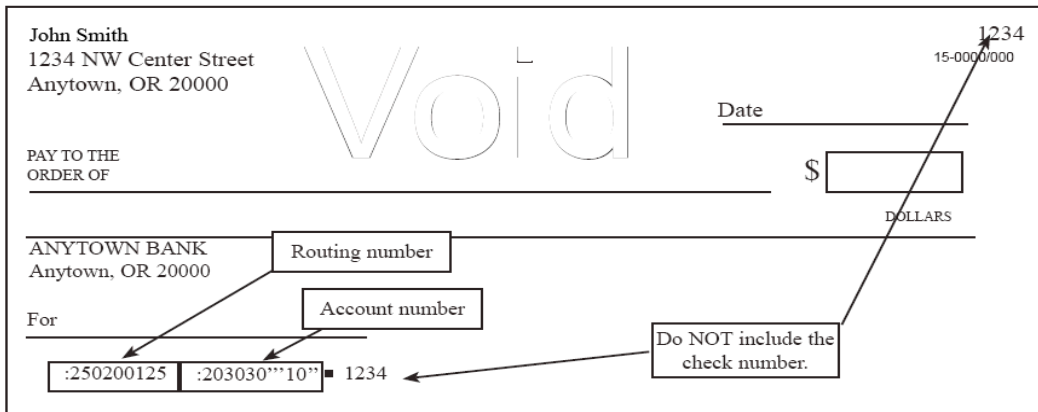 John Smith
1234 NW Center Street
Anytown, OR 20000
Void
1234
15-0000/000
Date
PAY TO THE
ORDER OF
$
DOLLARS
ANYTOWN BANK
Anytown, OR 20000
Routing number
Account number
For
Do NOT include the
check number.
:250200125 :203030”’10” 1234